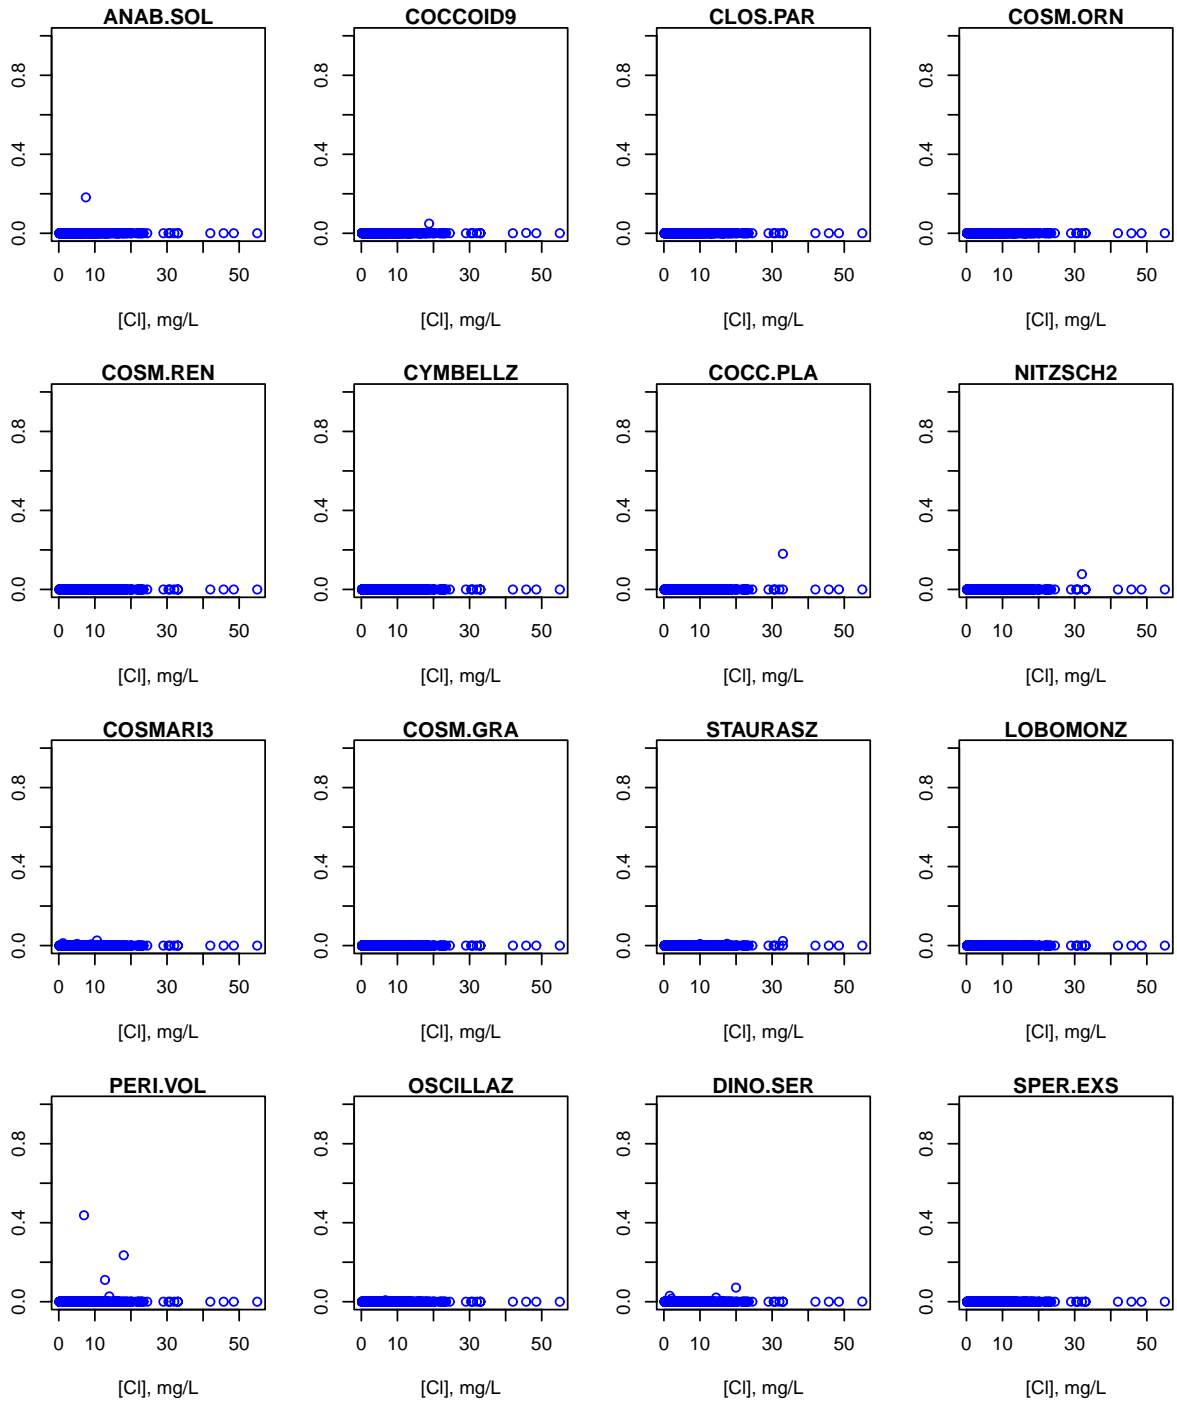 ANAB.SOL COCCOID9 CLOS.PAR COSM.ORN
0.8 0.8 0.8 0.8
0.4 0.4 0.4 0.4
0.0 0.0 0.0 0.0
0 10 30 50 0 10 30 50 0 10 30 50 0 10 30 50
[Cl], mg/L [Cl], mg/L [Cl], mg/L [Cl], mg/L
COSM.REN CYMBELLZ COCC.PLA NITZSCH2
0.8 0.8 0.8 0.8
0.4 0.4 0.4 0.4
0.0 0.0 0.0 0.0
0 10 30 50 0 10 30 50 0 10 30 50 0 10 30 50
[Cl], mg/L [Cl], mg/L [Cl], mg/L [Cl], mg/L
COSMARI3 COSM.GRA STAURASZ LOBOMONZ
0.8 0.8 0.8 0.8
0.4 0.4 0.4 0.4
0.0 0.0 0.0 0.0
0 10 30 50 0 10 30 50 0 10 30 50 0 10 30 50
[Cl], mg/L [Cl], mg/L [Cl], mg/L [Cl], mg/L
PERI.VOL OSCILLAZ DINO.SER SPER.EXS
0.8 0.8 0.8 0.8
0.4 0.4 0.4 0.4
0.0 0.0 0.0 0.0
0 10 30 50 0 10 30 50 0 10 30 50 0 10 30 50
[Cl], mg/L [Cl], mg/L [Cl], mg/L [Cl], mg/L